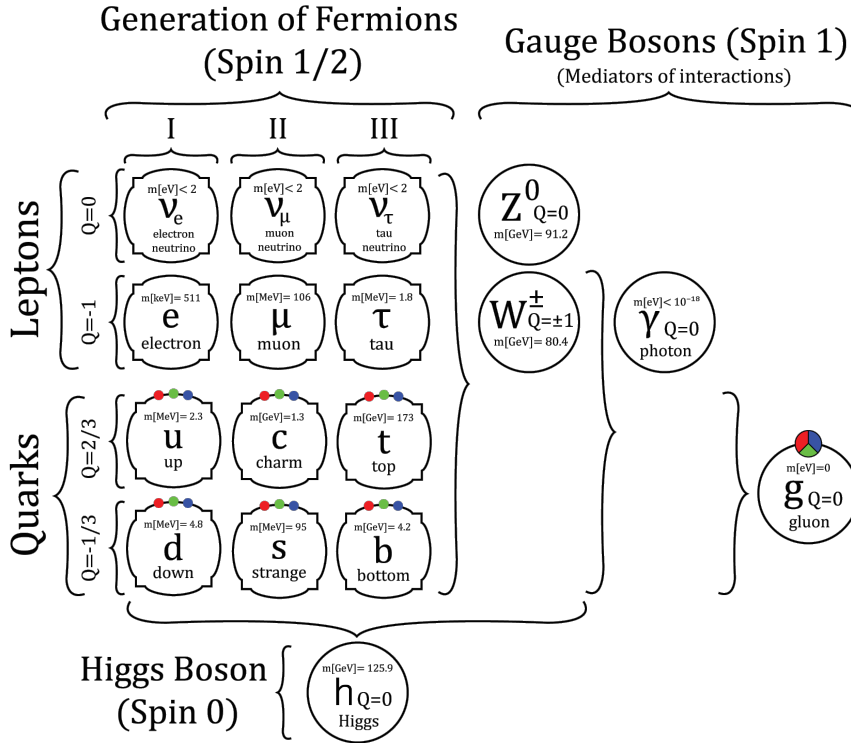 Generation of Fermions
(Spin 1/2)
Gauge Bosons (Spin 1)
(Mediators of interactions)
I II III
Leptons
Q=0
m[eV]< 2
νe
electron
neutrino
m[eV]< 2
νμ
muon
neutrino
m[eV]< 2
ντ
tau
neutrino
Z⁰ Q=0
m[GeV]= 91.2
Q=-1
m[keV]= 511
e
electron
m[MeV]= 106
μ
muon
m[MeV]= 1.8
τ
tau
W± Q=±1
m[GeV]= 80.4
m[eV]< 10⁻¹⁸
γ Q=0
photon
Quarks
Q=2/3
m[MeV]= 2.3
u
up
m[GeV]=1.3
c
charm
m[GeV]= 173
t
top
m[eV]=0
g Q=0
gluon
Q=-1/3
m[MeV]= 4.8
d
down
m[MeV]= 95
s
strange
m[GeV]= 4.2
b
bottom
Higgs Boson
(Spin 0)
m[GeV]= 125.9
h Q=0
Higgs